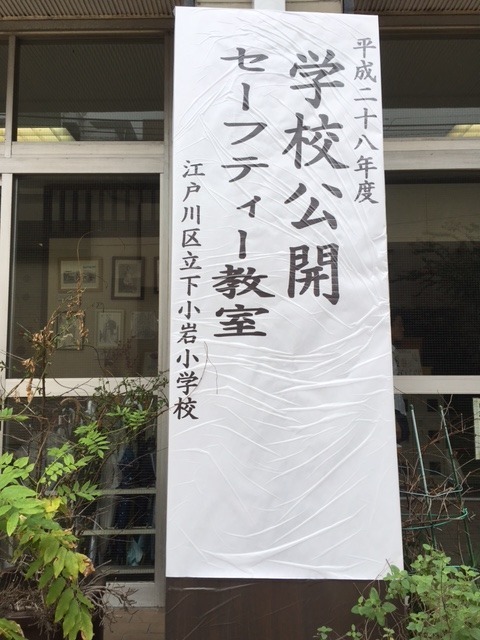 平成二十八年度
学校公開
セーフティー教室
江戸川区立下小岩小学校